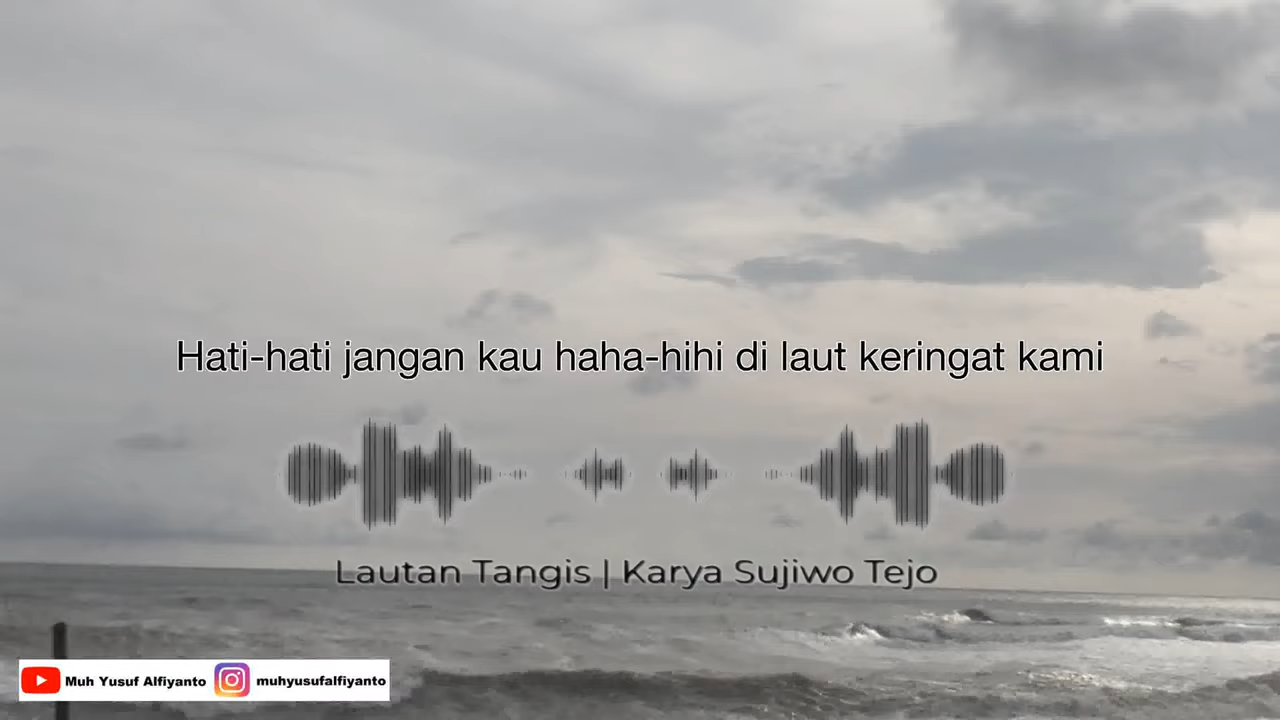 Hati-hati jangan kau haha-hihi di laut keringat kami
Lautan Tangis | Karya Sujiwo Tejo
Muh Yusuf Alfiyanto muhyusufalfiyanto